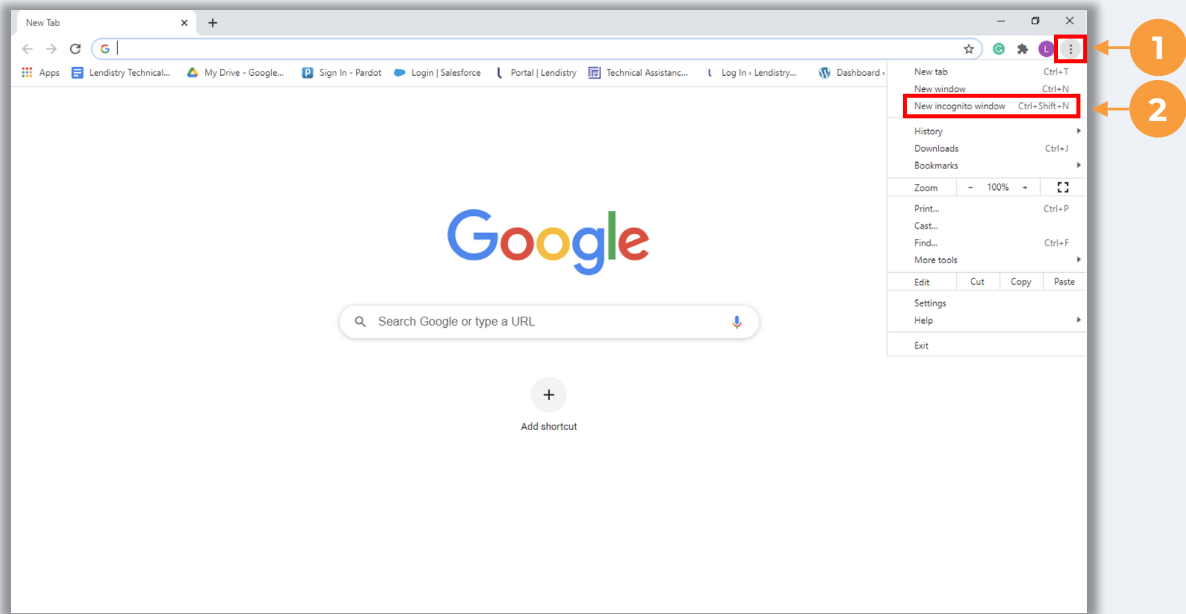 New Tab
Apps Lendistry Technical... My Drive - Google... Sign In - Pardot Login | Salesforce Portal | Lendistry Technical Assistanc... Log In ‹ Lendistry... Dashboard ‹
L
1
2
New tab Ctrl+T
New window Ctrl+N
New incognito window Ctrl+Shift+N
History
Downloads Ctrl+J
Bookmarks
Zoom - 100% +
Print... Ctrl+P
Cast...
Find... Ctrl+F
More tools
Edit Cut Copy Paste
Settings
Help
Exit
Google
Search Google or type a URL
Add shortcut